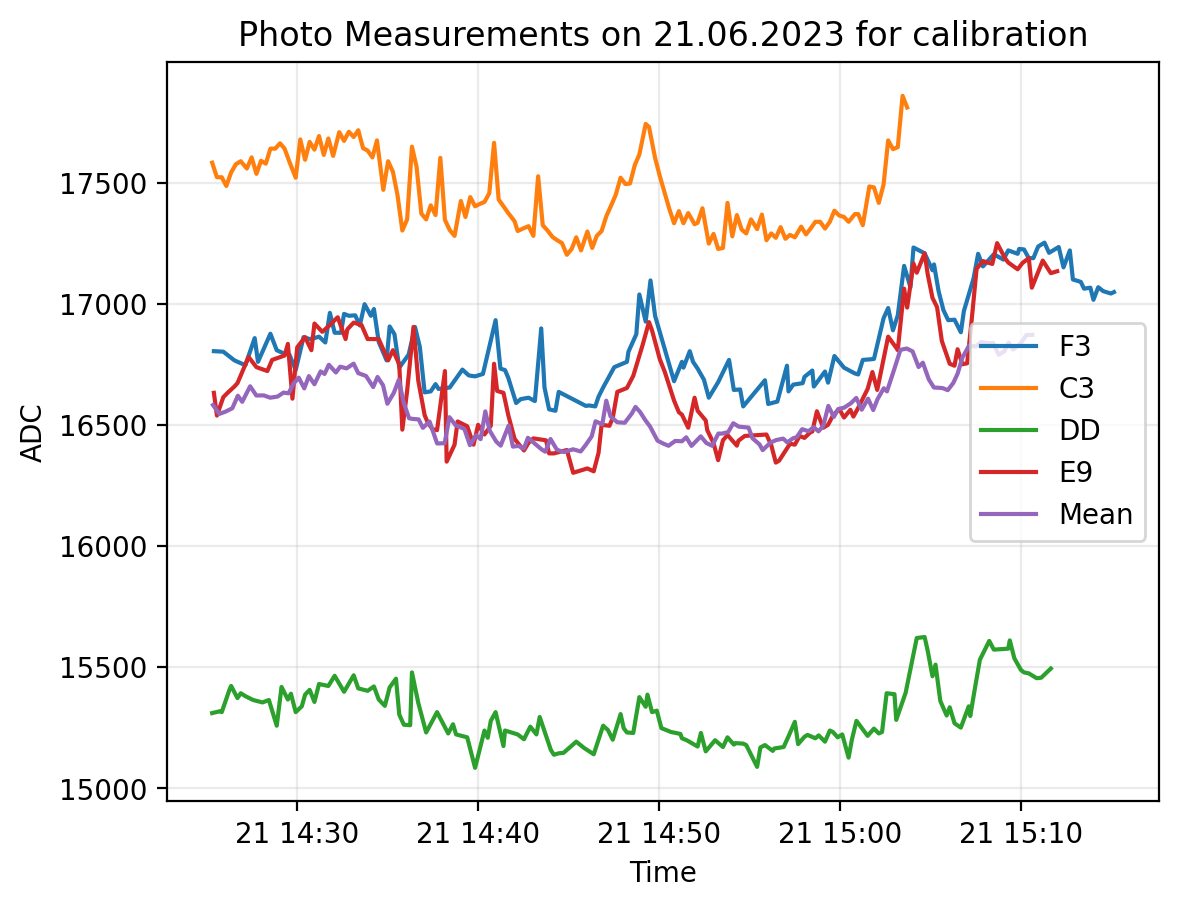 Photo Measurements on 21.06.2023 for calibration
ADC
17500
17000
16500
16000
15500
15000
F3
C3
DD
E9
Mean
21 14:30
21 14:40
21 14:50
21 15:00
21 15:10
Time